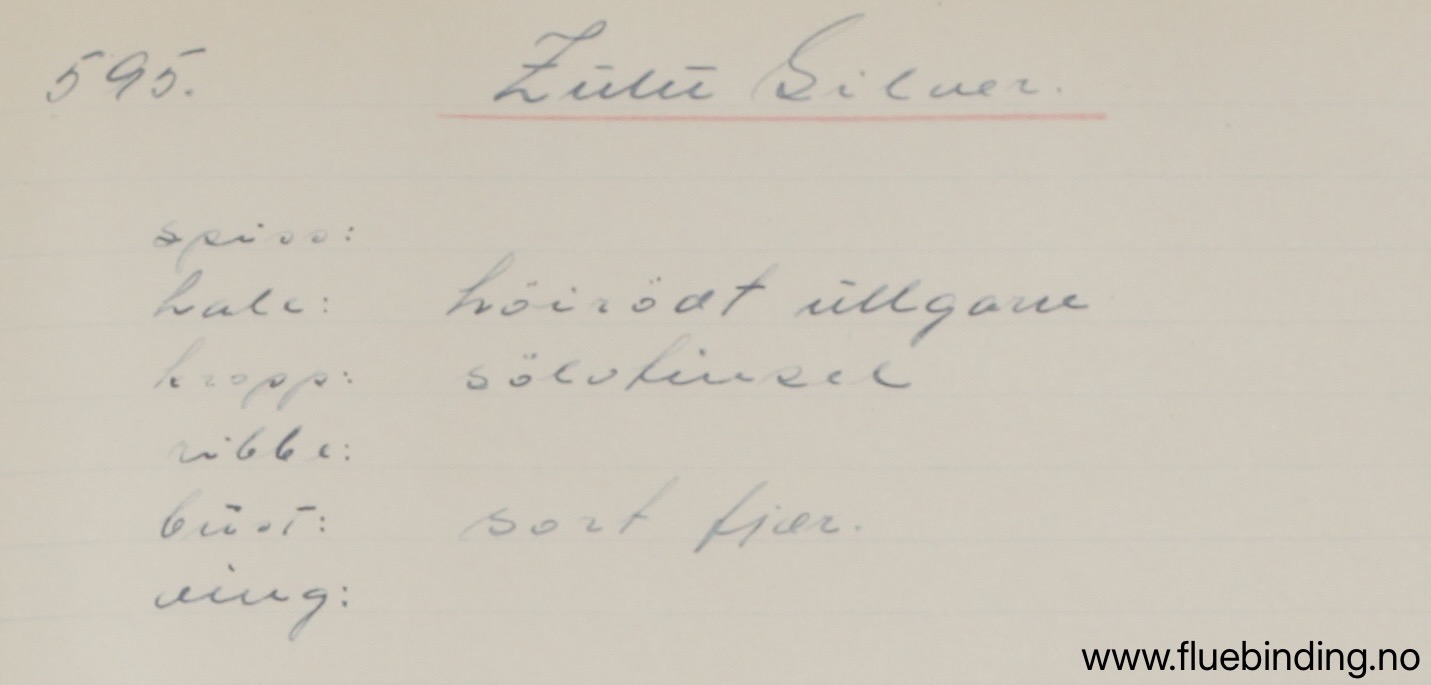 595. Zulu Silver.
spiss:
hale: höirödt ullgarn
kropp: sölvtinsel
ribbe:
bust: sort fjær.
ving:
www.fluebinding.no